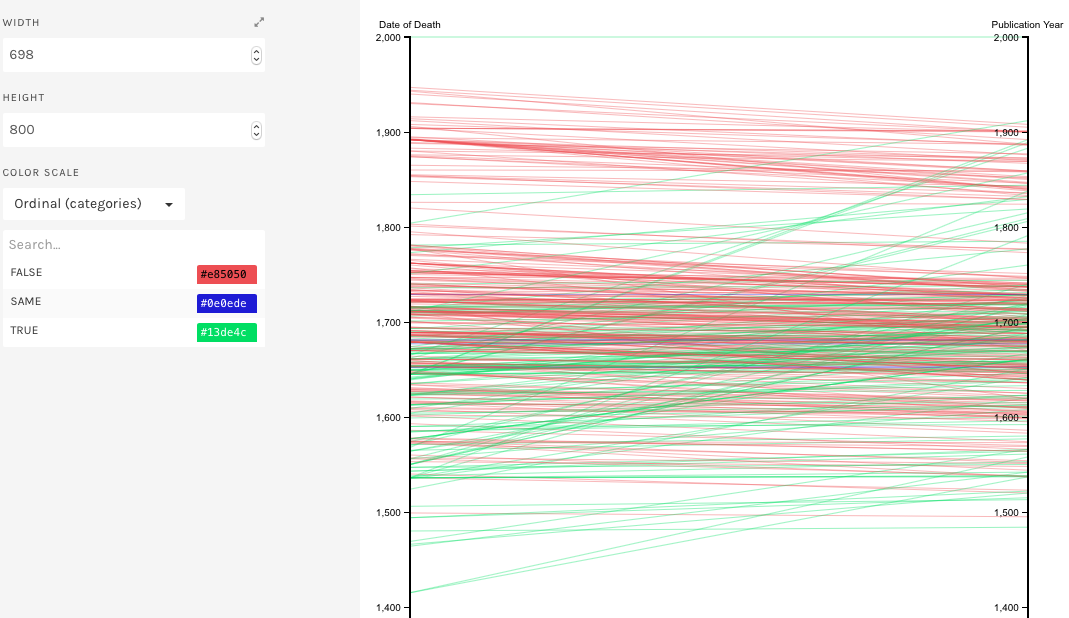 WIDTH
698
HEIGHT
800
COLOR SCALE
Ordinal (categories)
Search...
FALSE #e85050
SAME #0e0ede
TRUE #13de4c
Date of Death Publication Year
2,000 2,000
1,900 1,900
1,800 1,800
1,700 1,700
1,600 1,600
1,500 1,500
1,400 1,400